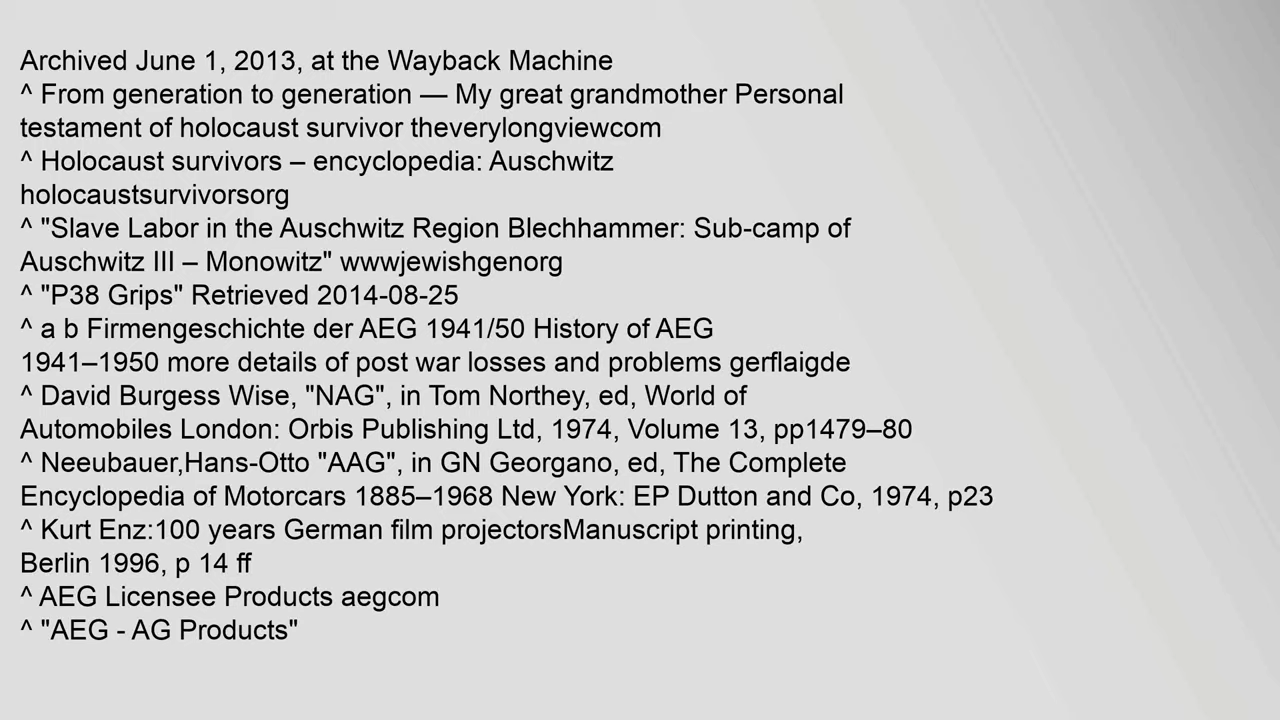 Archived June 1, 2013, at the Wayback Machine
^ From generation to generation — My great grandmother Personal
testament of holocaust survivor theverylongviewcom
^ Holocaust survivors – encyclopedia: Auschwitz
holocaustsurvivorsorg
^ "Slave Labor in the Auschwitz Region Blechhammer: Sub-camp of
Auschwitz III – Monowitz" wwwjewishgenorg
^ "P38 Grips" Retrieved 2014-08-25
^ a b Firmengeschichte der AEG 1941/50 History of AEG
1941–1950 more details of post war losses and problems gerflaigde
^ David Burgess Wise, "NAG", in Tom Northey, ed, World of
Automobiles London: Orbis Publishing Ltd, 1974, Volume 13, pp1479–80
^ Neeubauer,Hans-Otto "AAG", in GN Georgano, ed, The Complete
Encyclopedia of Motorcars 1885–1968 New York: EP Dutton and Co, 1974, p23
^ Kurt Enz:100 years German film projectorsManuscript printing,
Berlin 1996, p 14 ff
^ AEG Licensee Products aegcom
^ "AEG - AG Products"